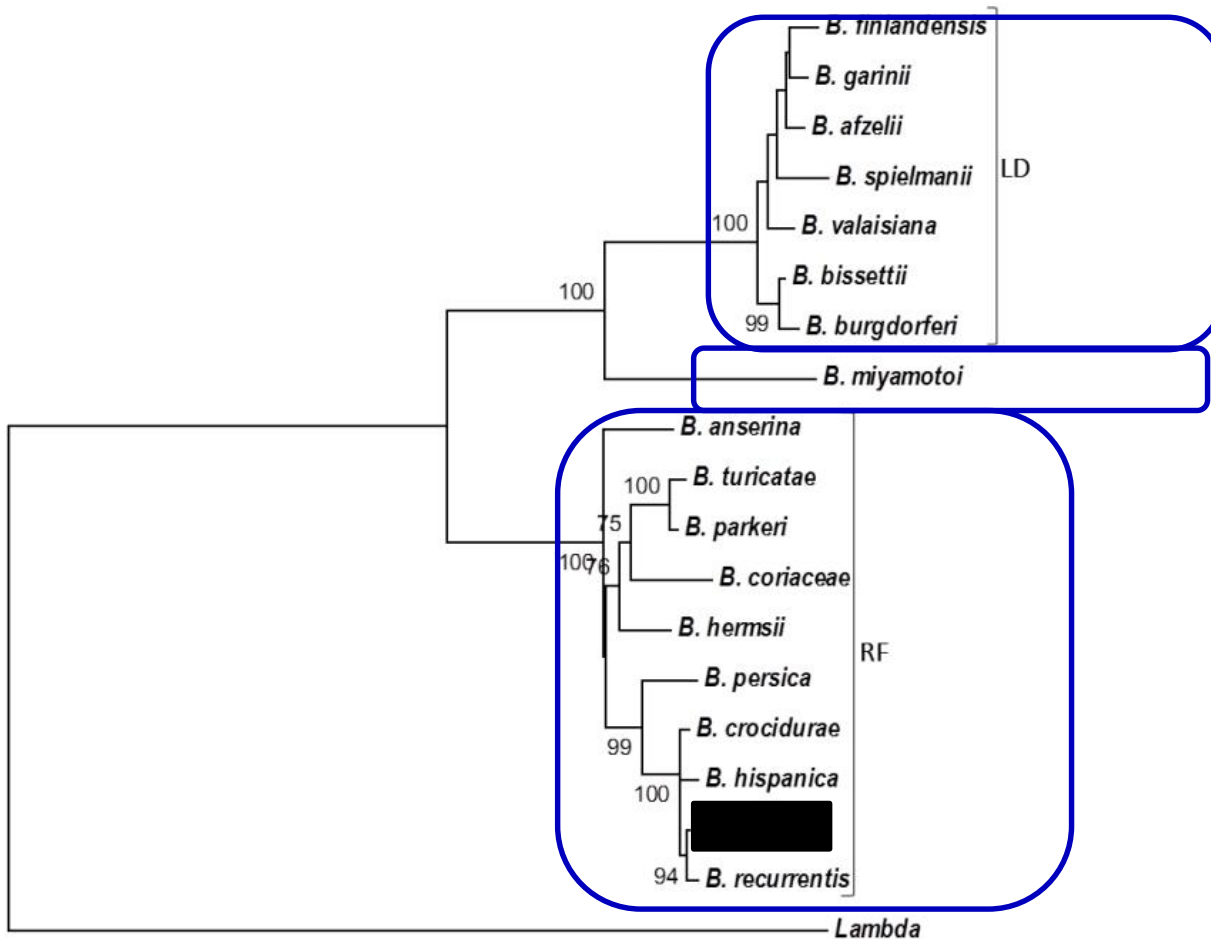 B. finlandensis
B. garinii
B. afzelii
B. spielmanii
LD
100
B. valaisiana
B. bissettii
100
99
B. burgdorferi
B. miyamotoi
B. anserina
100
B. turicatae
75
B. parkeri
100
76
B. coriaceae
B. hermsii
RF
B. persica
B. crocidurae
99
B. hispanica
100
94
B. recurrentis
Lambda